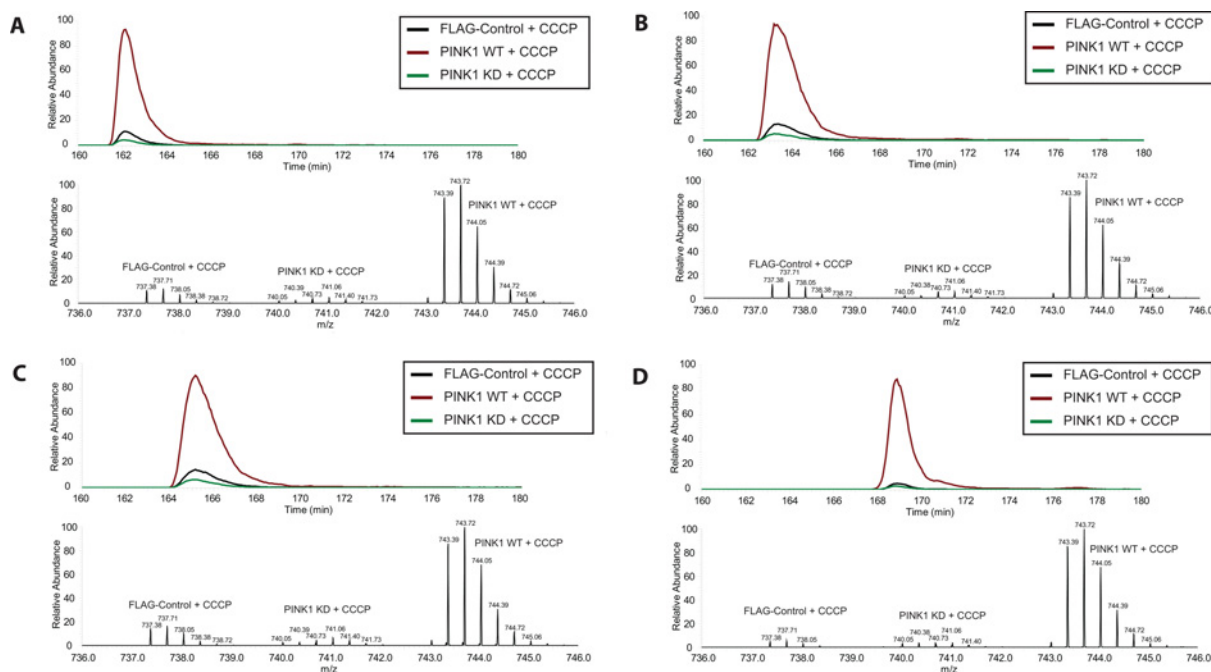 A
FLAG-Control + CCCP
PINK1 WT + CCCP
PINK1 KD + CCCP
Relative Abundance
100
80
60
40
20
0
160 162 164 166 168 170 172 174 176 178 180
Time (min)
Relative Abundance
100
80
60
40
20
0
FLAG-Control + CCCP
737.38 737.71 738.05 738.38 738.72
PINK1 KD + CCCP
740.05 740.39 740.73 741.06 741.40 741.73
PINK1 WT + CCCP
743.39 743.72 744.05 744.39 744.72 745.06
736.0 737.0 738.0 739.0 740.0 741.0 742.0 743.0 744.0 745.0 746.0
m/z
B
FLAG-Control + CCCP
PINK1 WT + CCCP
PINK1 KD + CCCP
Relative Abundance
100
80
60
40
20
0
160 162 164 166 168 170 172 174 176 178 180
Time (min)
Relative Abundance
100
80
60
40
20
0
FLAG-Control + CCCP
737.38 737.71 738.05 738.38 738.72
PINK1 KD + CCCP
740.05 740.38 740.73 741.06 741.40 741.73
PINK1 WT + CCCP
743.39 743.72 744.05 744.39 744.72 745.06
736.0 737.0 738.0 739.0 740.0 741.0 742.0 743.0 744.0 745.0 746.0
m/z
C
FLAG-Control + CCCP
PINK1 WT + CCCP
PINK1 KD + CCCP
Relative Abundance
100
80
60
40
20
0
160 162 164 166 168 170 172 174 176 178 180
Time (min)
Relative Abundance
100
80
60
40
20
0
FLAG-Control + CCCP
737.38 737.71 738.05 738.38 738.72
PINK1 KD + CCCP
740.05 740.39 740.73 741.06 741.40 741.73
PINK1 WT + CCCP
743.39 743.72 744.05 744.39 744.72 745.06
736.0 737.0 738.0 739.0 740.0 741.0 742.0 743.0 744.0 745.0 746.0
m/z
D
FLAG-Control + CCCP
PINK1 WT + CCCP
PINK1 KD + CCCP
Relative Abundance
100
80
60
40
20
0
160 162 164 166 168 170 172 174 176 178 180
Time (min)
Relative Abundance
100
80
60
40
20
0
FLAG-Control + CCCP
737.38 737.71 738.05
PINK1 KD + CCCP
740.05 740.38 740.73 741.06 741.40
PINK1 WT + CCCP
743.39 743.72 744.05 744.39 744.72 745.06
736.0 737.0 738.0 739.0 740.0 741.0 742.0 743.0 744.0 745.0 746.0
m/z